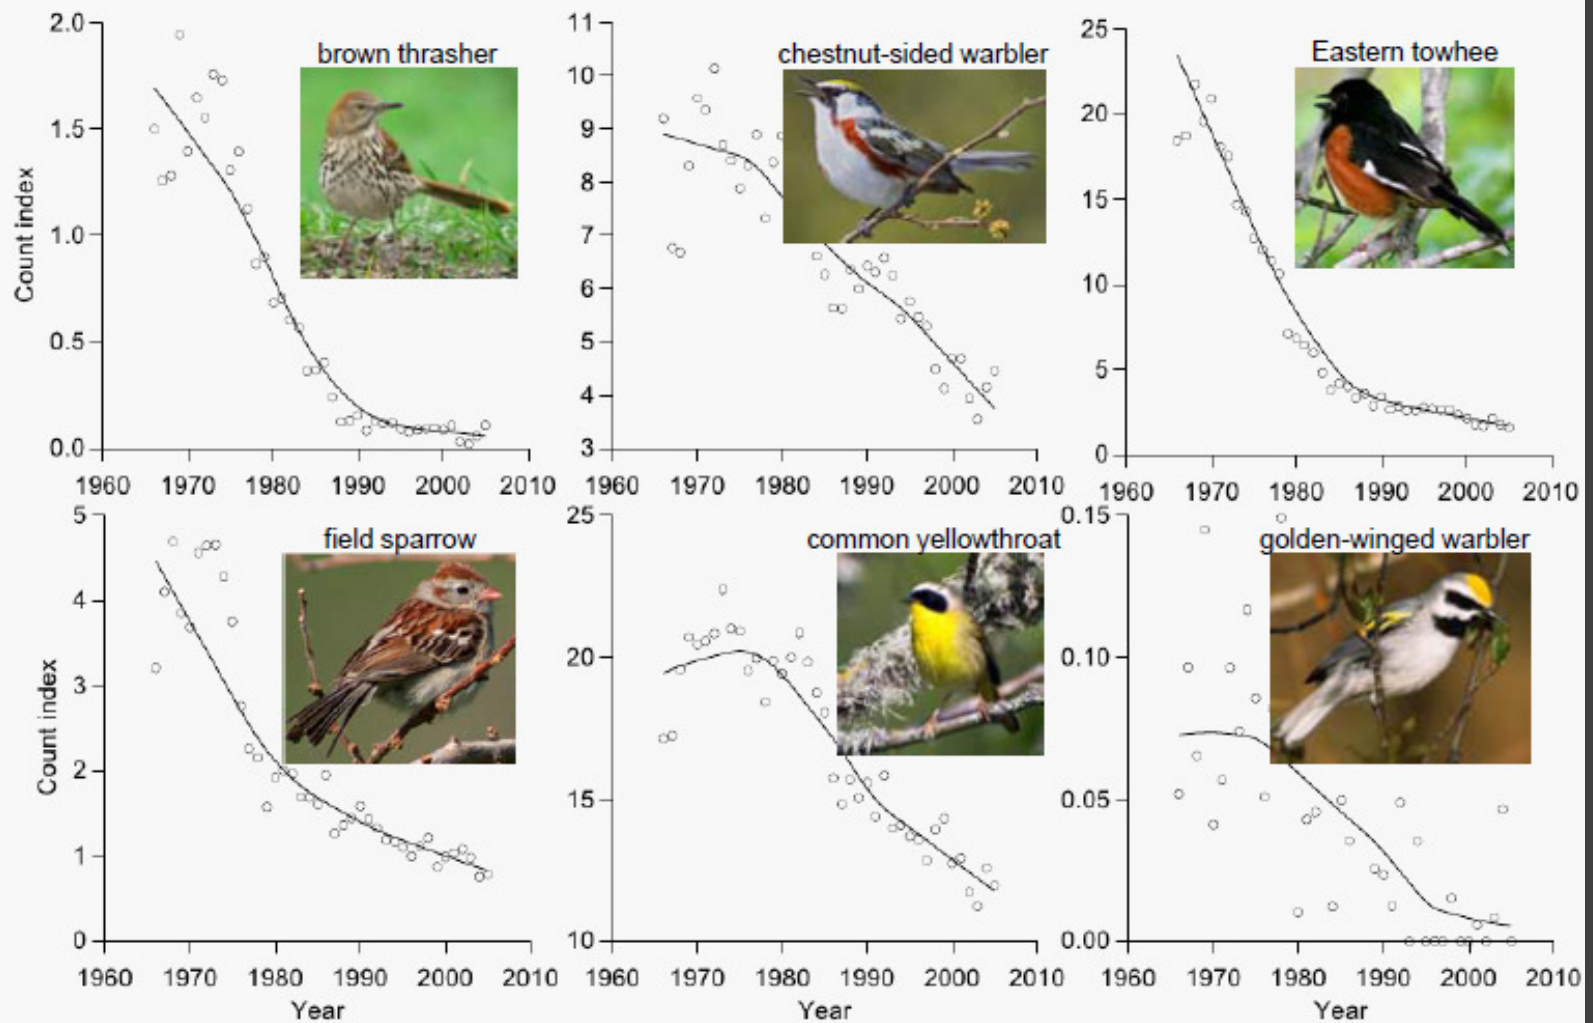 brown thrasher
2.0
1.5
1.0
0.5
0.0
Count index
1960 1970 1980 1990 2000 2010
chestnut-sided warbler
11
10
9
8
7
6
5
4
3
1960 1970 1980 1990 2000 2010
Eastern towhee
25
20
15
10
5
0
1960 1970 1980 1990 2000 2010
field sparrow
5
4
3
2
1
0
Count index
1960 1970 1980 1990 2000 2010
Year
common yellowthroat
25
20
15
10
1960 1970 1980 1990 2000 2010
Year
golden-winged warbler
0.15
0.10
0.05
0.00
1960 1970 1980 1990 2000 2010
Year